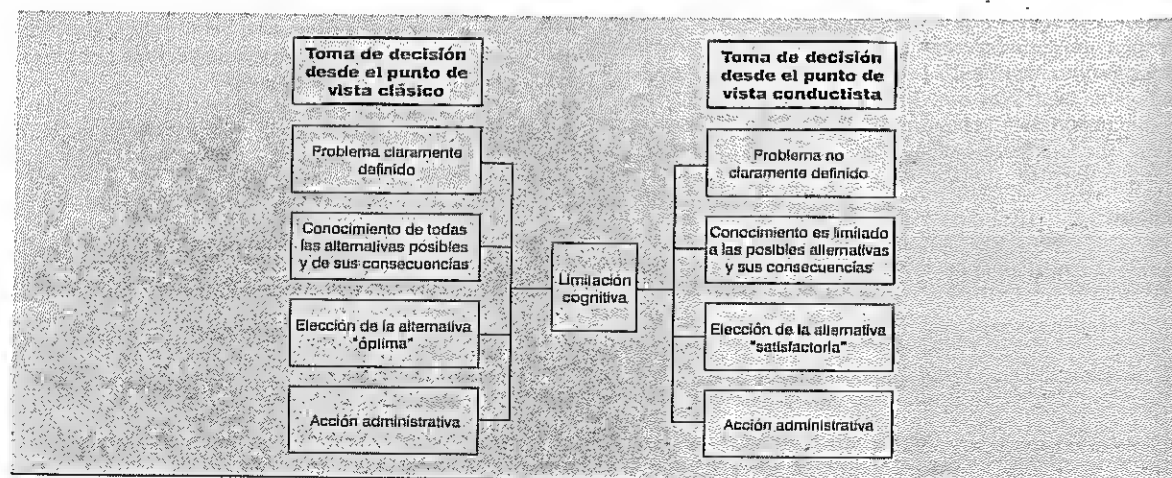 Toma de decisión
desde el punto de
vista clásico
Problema claramente
definido
Conocimiento de todas
las alternativas posibles
y de sus consecuencias
Elección de la alternativa
"óptima"
Acción administrativa
Limitación
cognitiva
Toma de decisión
desde el punto de
vista conductista
Problema no
claramente definido
Conocimiento es limitado
a las posibles alternativas
y sus consecuencias
Elección de la alternativa
"satisfactoria"
Acción administrativa